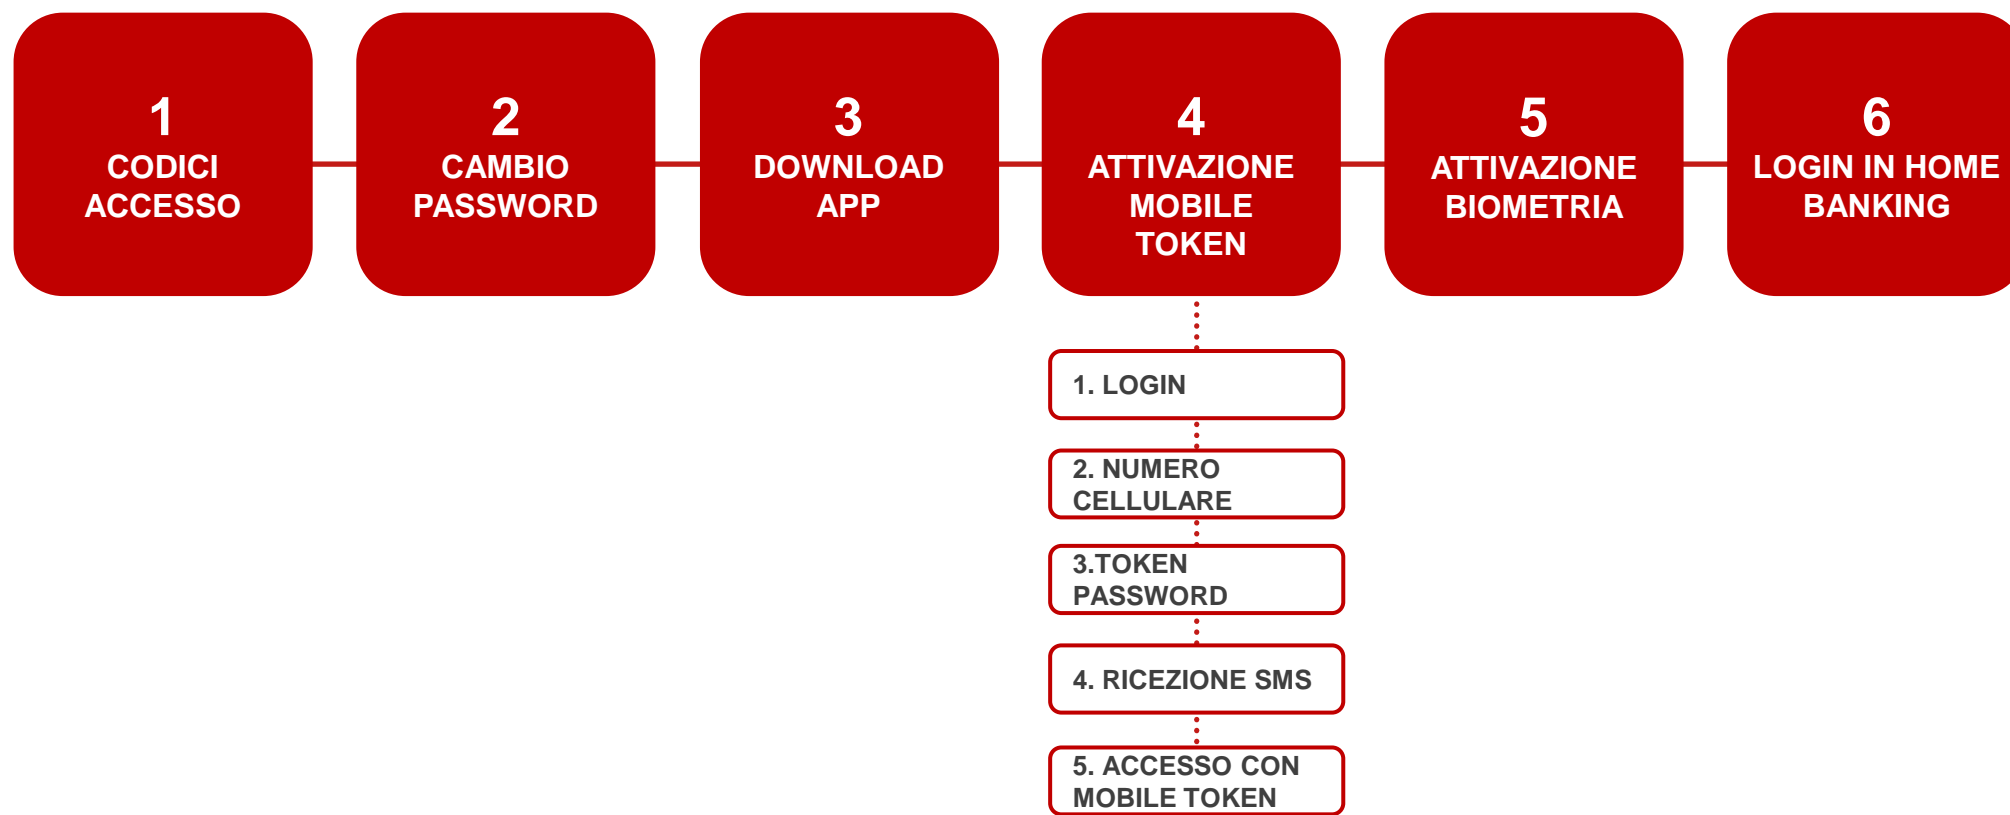 1
CODICI
ACCESSO
2
CAMBIO
PASSWORD
3
DOWNLOAD
APP
4
ATTIVAZIONE
MOBILE
TOKEN
5
ATTIVAZIONE
BIOMETRIA
6
LOGIN IN HOME
BANKING
1. LOGIN
2. NUMERO
CELLULARE
3.TOKEN
PASSWORD
4. RICEZIONE SMS
5. ACCESSO CON
MOBILE TOKEN